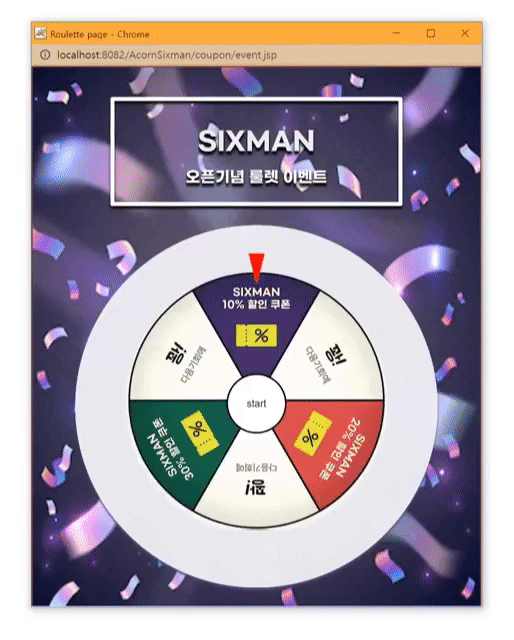 Roulette page - Chrome
localhost:8082/AcornSixman/coupon/event.jsp
SIXMAN
오픈기념 룰렛 이벤트
SIXMAN
10% 할인 쿠폰
%
꽝!
다음기회에
꽝!
다음기회에
start
%
SIXMAN
30% 할인 쿠폰
%
SIXMAN
20% 할인 쿠폰
다음기회에
꽝!